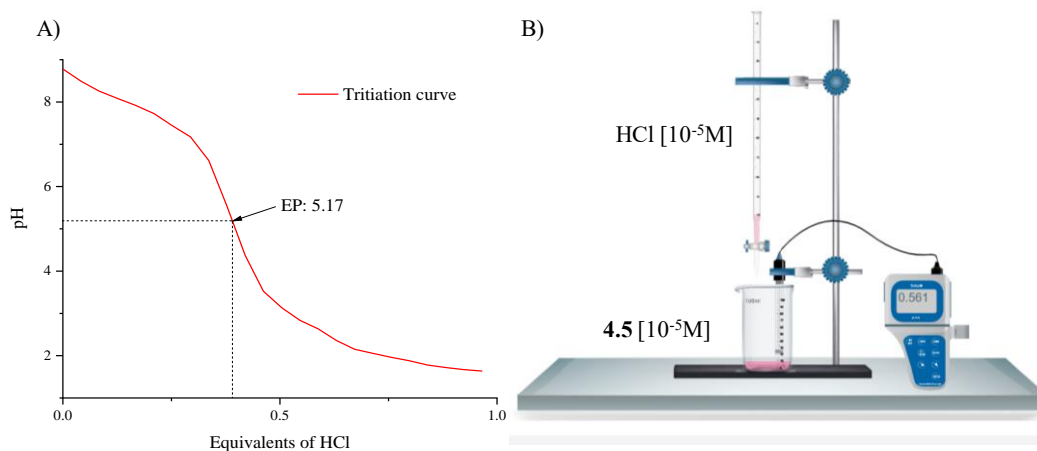 A)
8
6
4
2
0.0
0.5
1.0
pH
Equivalents of HCl
Tritiation curve
EP: 5.17
B)
HCl [10⁻⁵M]
4.5 [10⁻⁵M]
0.561